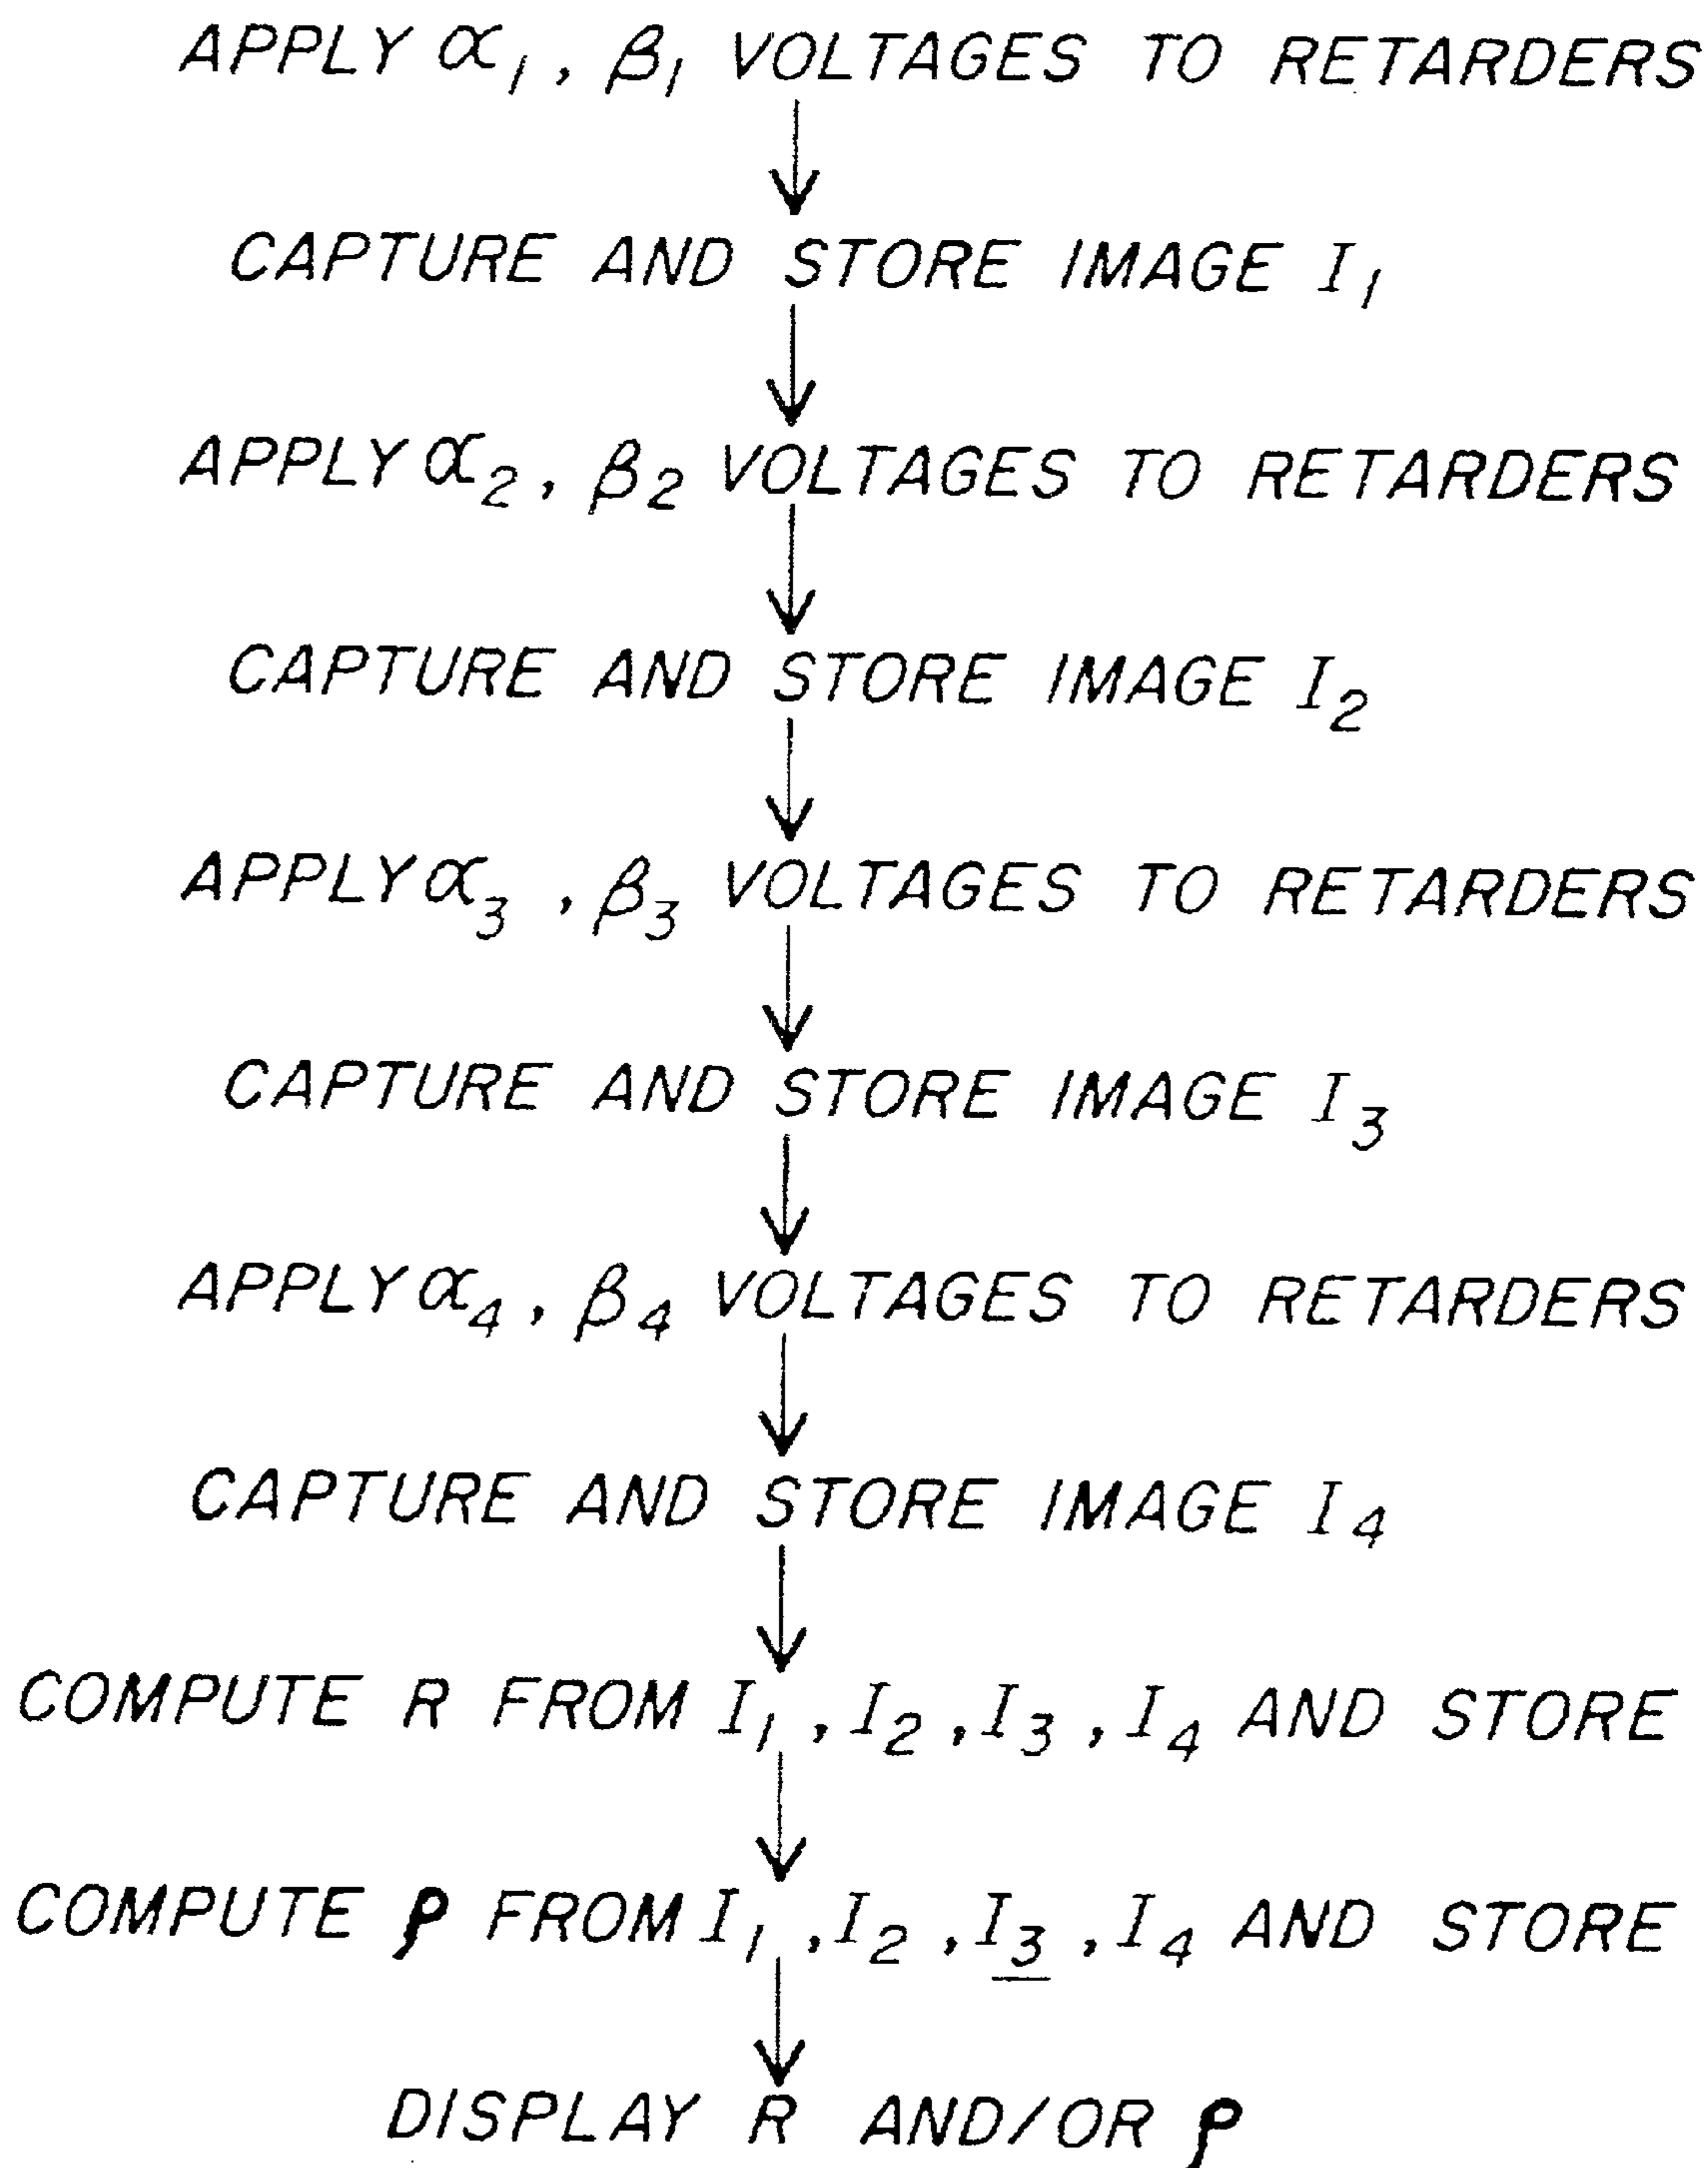 APPLY α₁, β₁ VOLTAGES TO RETARDERS
CAPTURE AND STORE IMAGE I₁
APPLY α₂, β₂ VOLTAGES TO RETARDERS
CAPTURE AND STORE IMAGE I₂
APPLY α₃, β₃ VOLTAGES TO RETARDERS
CAPTURE AND STORE IMAGE I₃
APPLY α₄, β₄ VOLTAGES TO RETARDERS
CAPTURE AND STORE IMAGE I₄
COMPUTE R FROM I₁, I₂, I₃, I₄ AND STORE
COMPUTE ρ FROM I₁, I₂, I₃, I₄ AND STORE
DISPLAY R AND/OR ρ